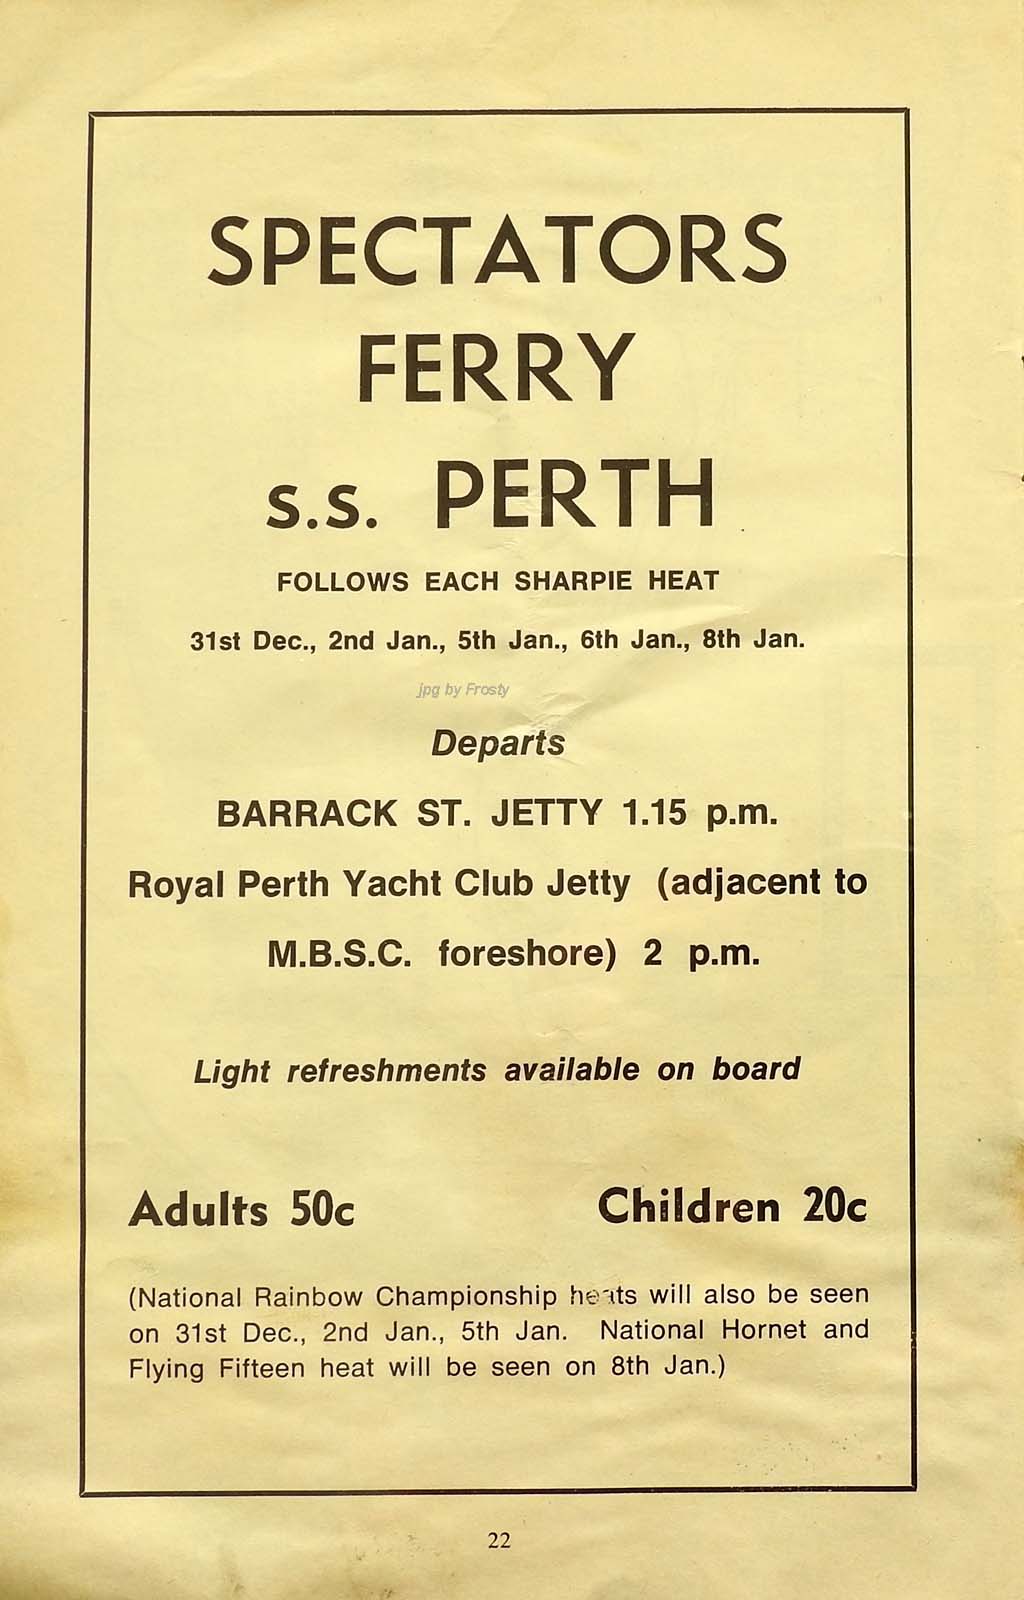 SPECTATORS
FERRY
s.s. PERTH
FOLLOWS EACH SHARPIE HEAT
31st Dec., 2nd Jan., 5th Jan., 6th Jan., 8th Jan.
jpg by Frosty
Departs
BARRACK ST. JETTY 1.15 p.m.
Royal Perth Yacht Club Jetty (adjacent to
M.B.S.C. foreshore) 2 p.m.
Light refreshments available on board
Adults 50c Children 20c
(National Rainbow Championship heats will also be seen
on 31st Dec., 2nd Jan., 5th Jan. National Hornet and
Flying Fifteen heat will be seen on 8th Jan.)
22